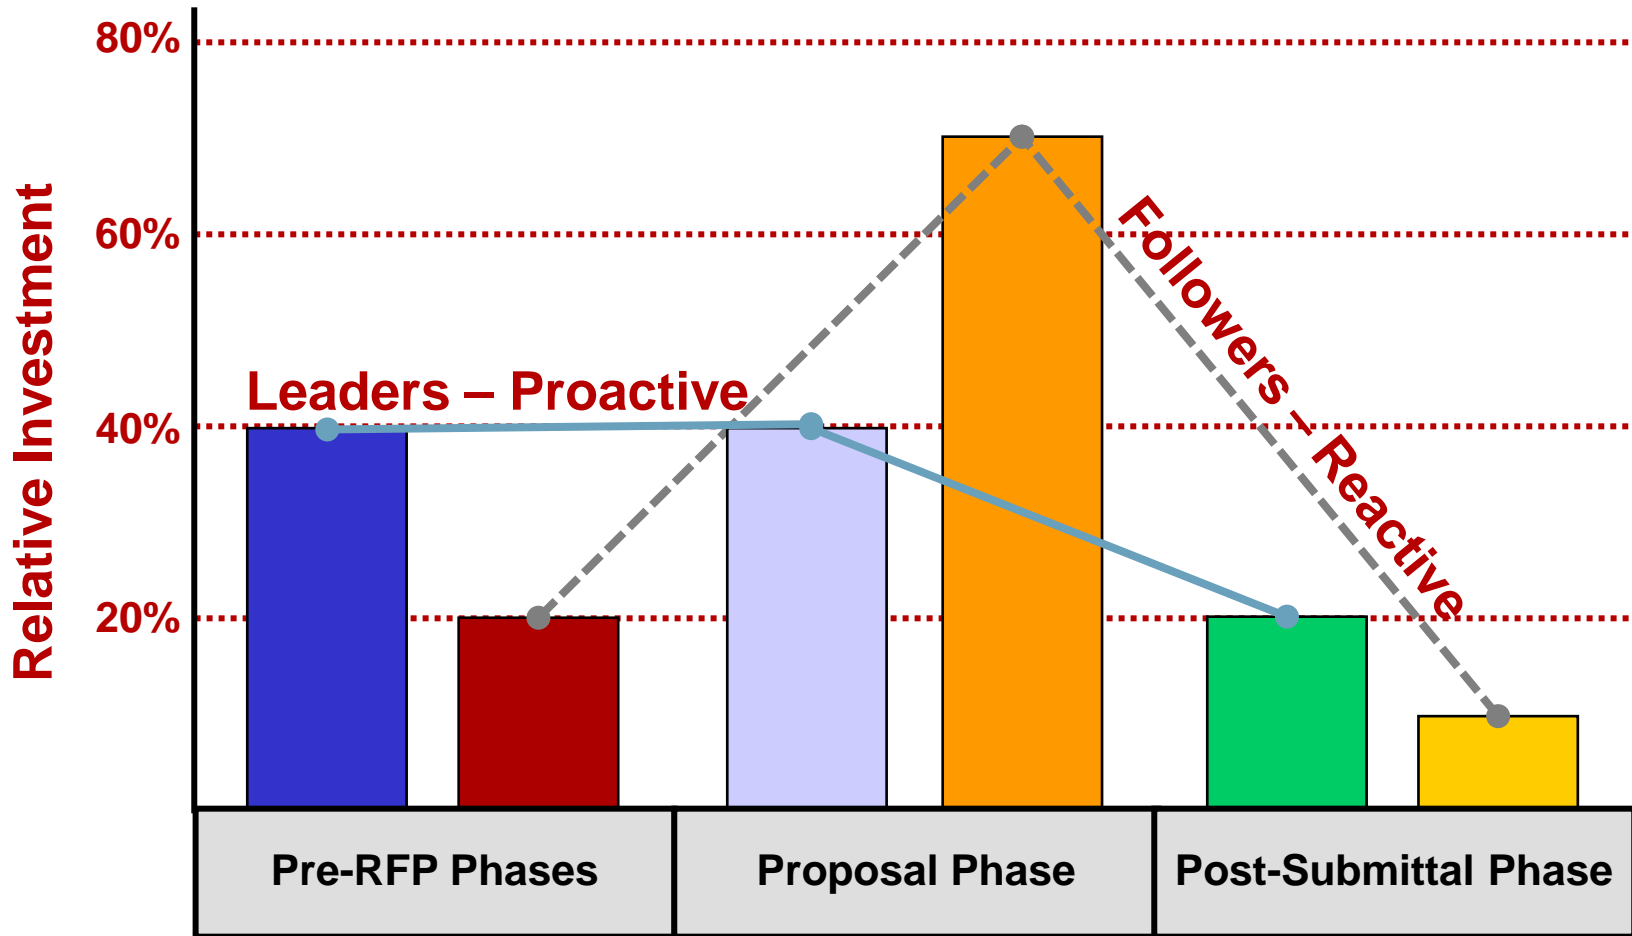 80%
60%
40%
20%
Relative Investment
Leaders – Proactive
Followers – Reactive
Pre-RFP Phases
Proposal Phase
Post-Submittal Phase